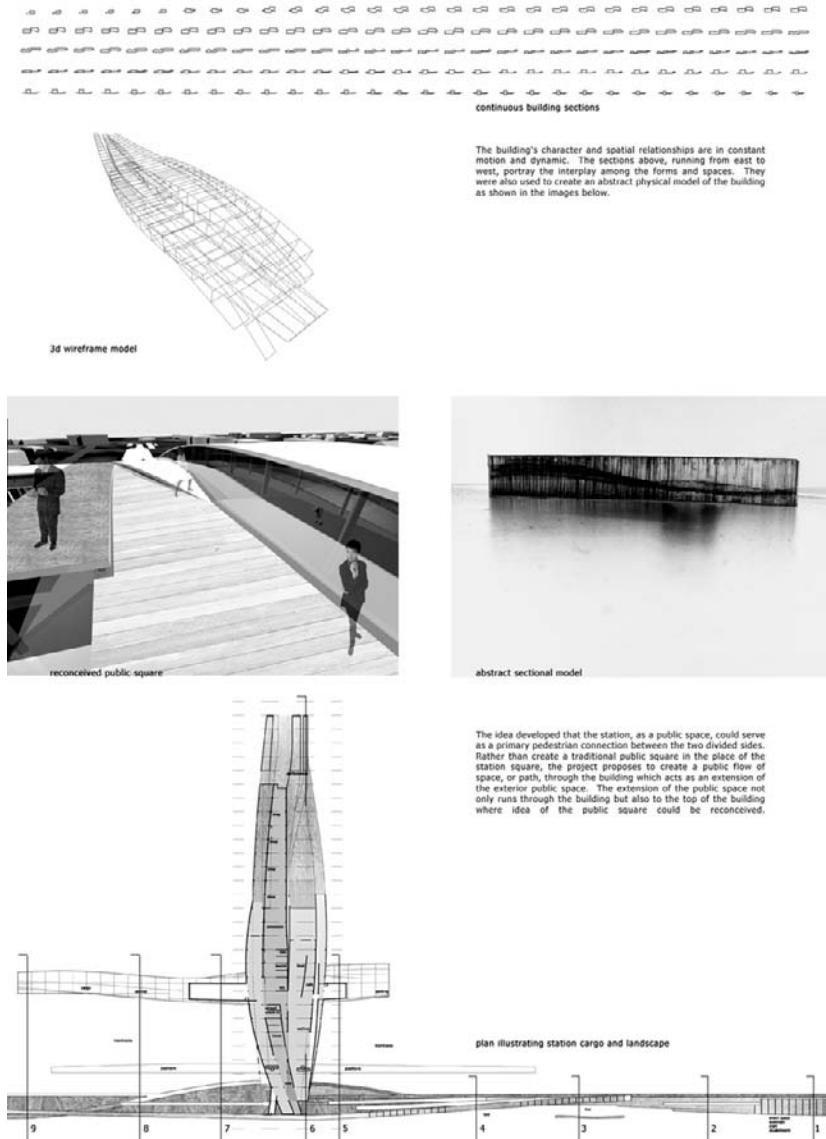 continuous building sections
The building's character and spatial relationships are in constant
motion and dynamic.  The sections above, running from east to
west, portray the interplay among the forms and spaces.  They
were also used to create an abstract physical model of the building
as shown in the images below.
3d wireframe model
reconceived public square
abstract sectional model
The idea developed that the station, as a public space, could serve
as a primary pedestrian connection between the two divided sides.
Rather than create a traditional public square in the place of the
station square, the project proposes to create a public flow of
space, or path, through the building which acts as an extension of
the exterior public space.  The extension of the public space not
only runs through the building but also to the top of the building
where idea of the public square could be reconceived.
plan illustrating station cargo and landscape
9 8 7 6 5 4 3 2 1